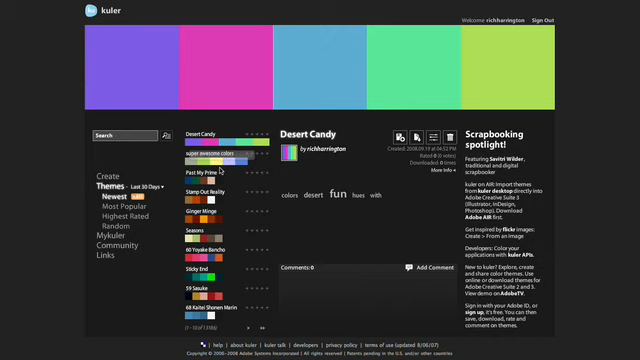 kuler
Welcome richharrington Sign Out
Search
Create
Themes - Last 30 Days
Newest
Most Popular
Highest Rated
Random
Mykuler
Community
Links
Desert Candy
super awesome colors
Past My Prime
Stamp Out Reality
Ginger Minge
Seasons
60 Yoyake Bancho
Sticky End
59 Sasuke
68 Kaitei Shonen Marin
Desert Candy
by richharrington
Created: 2008.09.19 at 04:52 PM
Rated 0 (0 votes)
Downloaded: 0 times
More Info
colors desert fun hues with
Comments: 0
Add Comment
Scrapbooking
spotlight!
Featuring Savitri Wilder,
traditional and digital
scrapbooker
kuler on AIR: Import themes
from kuler desktop directly into
Adobe Creative Suite 3
(Illustrator, InDesign,
Photoshop). Download
Adobe AIR first.
Get inspired by flickr images:
Create > From an Image
Developers: Color your
applications with kuler APIs.
New to kuler? Explore, create
and share color themes. Use
online or download themes for
Adobe Creative Suite 2 and 3.
View demo on AdobeTV.
Sign in with your Adobe ID, or
sign up, it's free. You can then
save, download, rate and
comment on themes.
help | about kuler | kuler talk | developers | privacy policy | terms of use (updated 8/06/07)
Copyright © 2006-2008 Adobe Systems Incorporated | All rights reserved | Patents pending in the U.S. and/or other countries